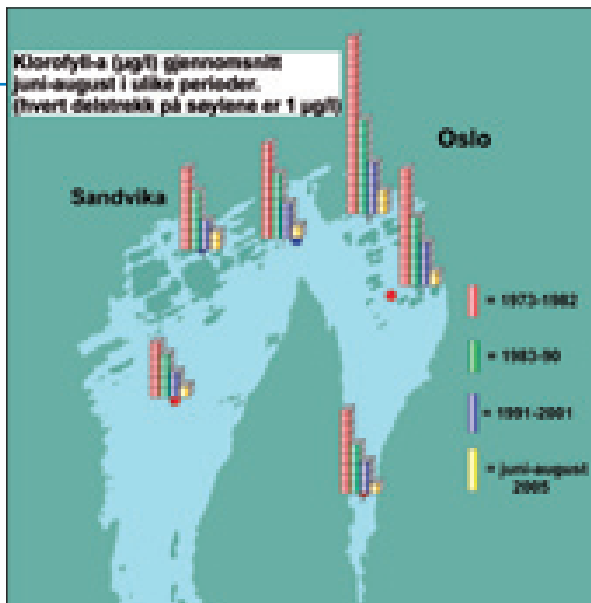 Klorofyll-a (µg/l) gjennomsnitt
juni-august i ulike perioder.
(hvert delstrekk på søylene er 1 µg/l)
Oslo
Sandvika
= 1973-1982
= 1983-90
= 1991-2001
= juni-august
2005